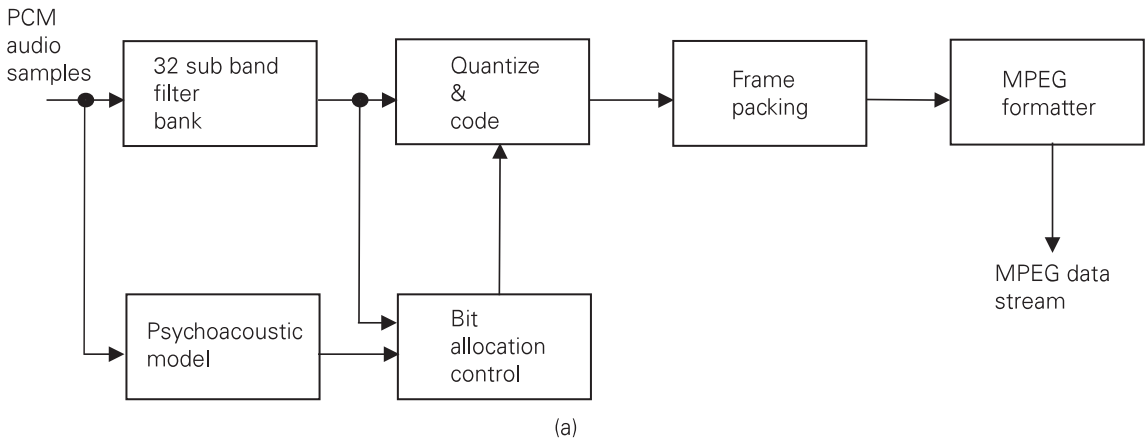 PCM
audio
samples
32 sub band
filter
bank
Quantize
&
code
Frame
packing
MPEG
formatter
Psychoacoustic
model
Bit
allocation
control
MPEG data
stream
(a)